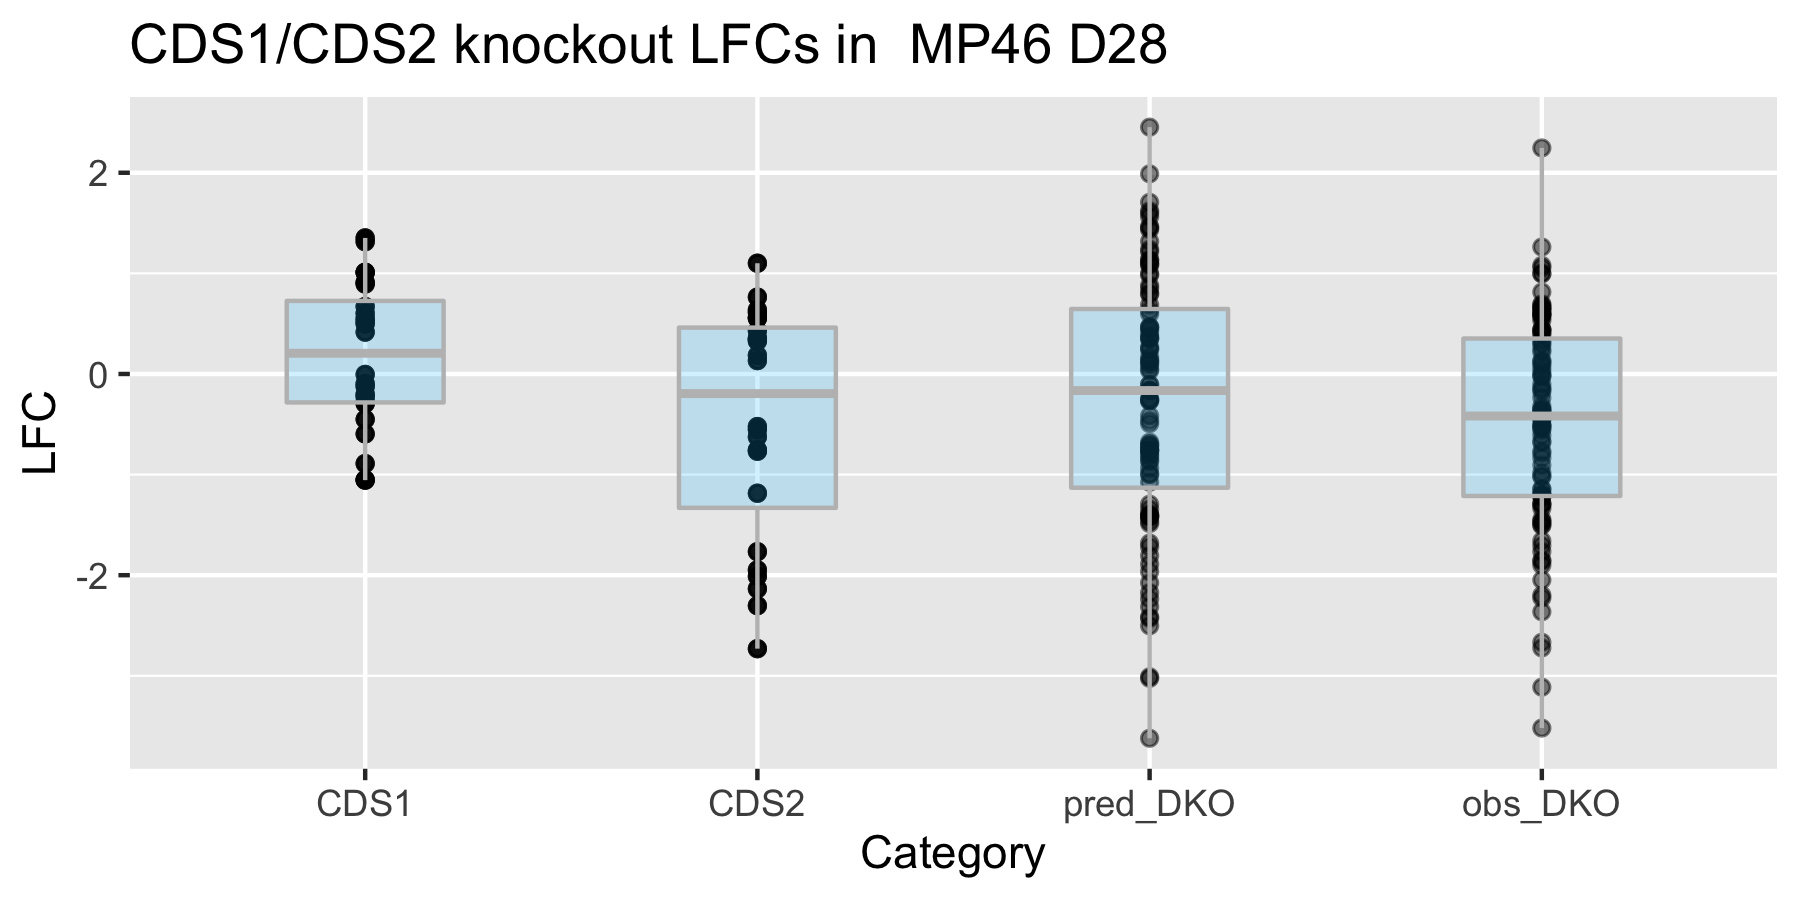 CDS1/CDS2 knockout LFCs in  MP46 D28
2
0
-2
LFC
CDS1 CDS2 pred_DKO obs_DKO
Category